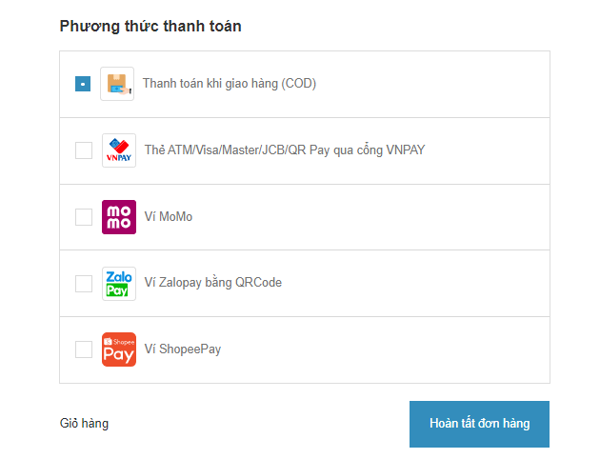 Phương thức thanh toán
Thanh toán khi giao hàng (COD)
VNPAY
Thẻ ATM/Visa/Master/JCB/QR Pay qua cổng VNPAY
mo
mo
Ví MoMo
Zalo
Pay
Ví Zalopay bằng QRCode
Shopee
Pay
Ví ShopeePay
Giỏ hàng
Hoàn tất đơn hàng